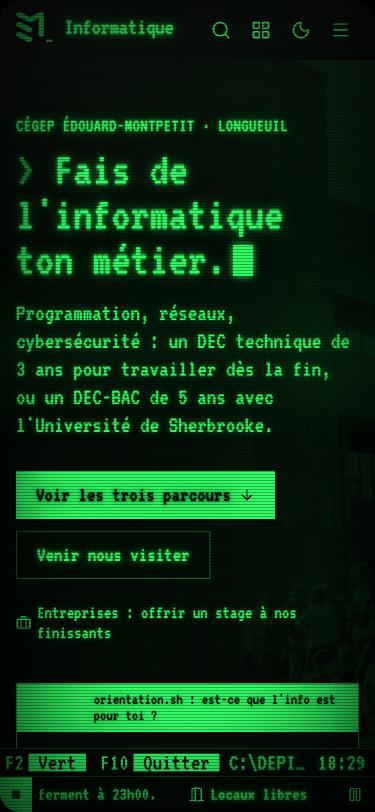 Informatique
CÉGEP ÉDOUARD-MONTPETIT · LONGUEUIL
❯ Fais de
l'informatique
ton métier.
Programmation, réseaux,
cybersécurité : un DEC technique de
3 ans pour travailler dès la fin,
ou un DEC-BAC de 5 ans avec
l'Université de Sherbrooke.
Voir les trois parcours ↓
Venir nous visiter
Entreprises : offrir un stage à nos
finissants
orientation.sh : est-ce que l'info est
pour toi ?
F2 Vert F10 Quitter C:\DEPI… 18:29
ferment à 23h00. Locaux libres